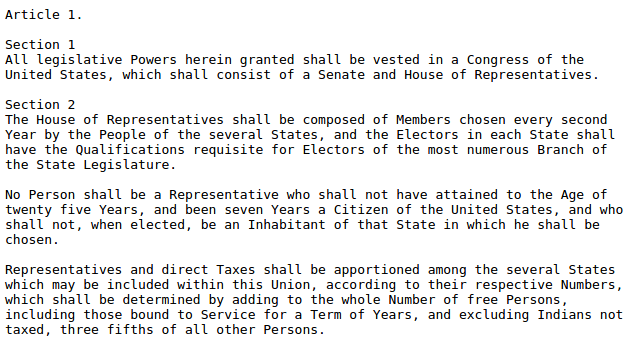 Article 1.
Section 1
All legislative Powers herein granted shall be vested in a Congress of the
United States, which shall consist of a Senate and House of Representatives.
Section 2
The House of Representatives shall be composed of Members chosen every second
Year by the People of the several States, and the Electors in each State shall
have the Qualifications requisite for Electors of the most numerous Branch of
the State Legislature.
No Person shall be a Representative who shall not have attained to the Age of
twenty five Years, and been seven Years a Citizen of the United States, and who
shall not, when elected, be an Inhabitant of that State in which he shall be
chosen.
Representatives and direct Taxes shall be apportioned among the several States
which may be included within this Union, according to their respective Numbers,
which shall be determined by adding to the whole Number of free Persons,
including those bound to Service for a Term of Years, and excluding Indians not
taxed, three fifths of all other Persons.